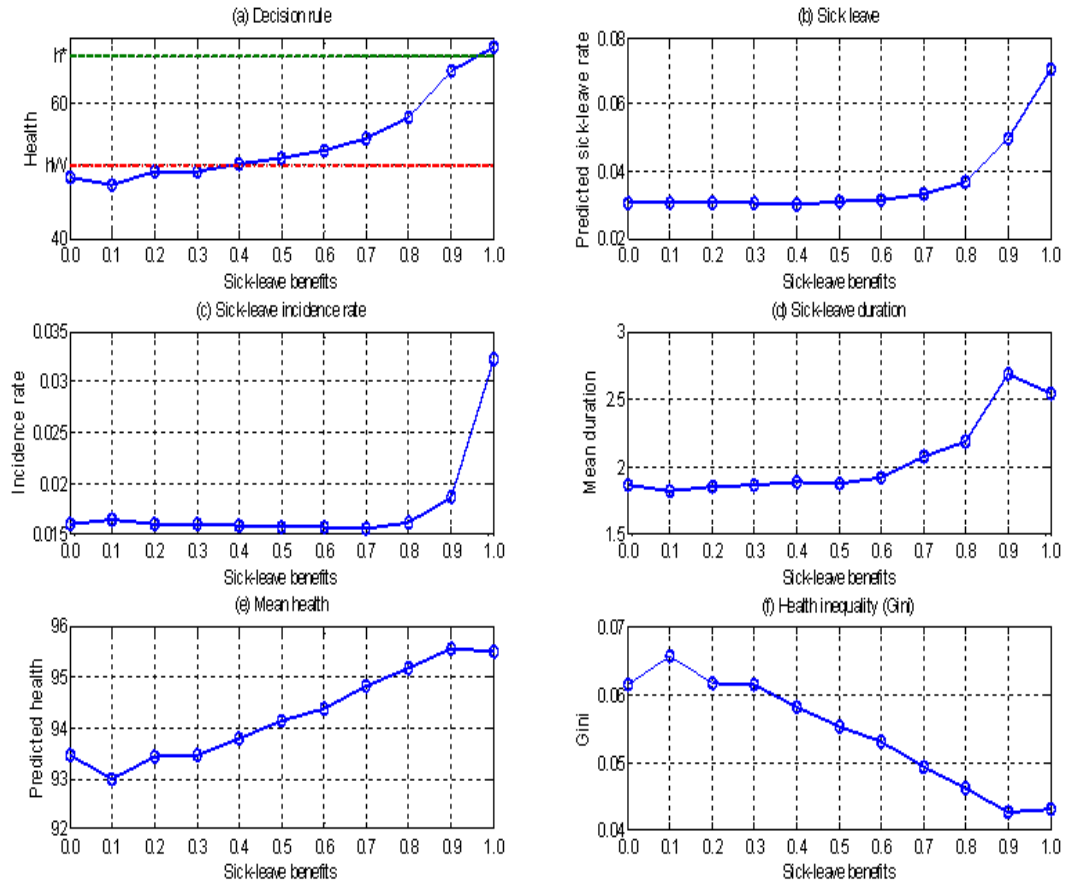 (a) Decision rule
Health
h*
60
hW
40
0.0 0.1 0.2 0.3 0.4 0.5 0.6 0.7 0.8 0.9 1.0
Sick-leave benefits
(b) Sick leave
Predicted sick-leave rate
0.08
0.06
0.04
0.02
0.0 0.1 0.2 0.3 0.4 0.5 0.6 0.7 0.8 0.9 1.0
Sick-leave benefits
(c) Sick-leave incidence rate
Incidence rate
0.035
0.03
0.025
0.02
0.015
0.0 0.1 0.2 0.3 0.4 0.5 0.6 0.7 0.8 0.9 1.0
Sick-leave benefits
(d) Sick-leave duration
Mean duration
3
2.5
2
1.5
0.0 0.1 0.2 0.3 0.4 0.5 0.6 0.7 0.8 0.9 1.0
Sick-leave benefits
(e) Mean health
Predicted health
96
95
94
93
92
0.0 0.1 0.2 0.3 0.4 0.5 0.6 0.7 0.8 0.9 1.0
Sick-leave benefits
(f) Health inequality (Gini)
Gini
0.07
0.06
0.05
0.04
0.0 0.1 0.2 0.3 0.4 0.5 0.6 0.7 0.8 0.9 1.0
Sick-leave benefits